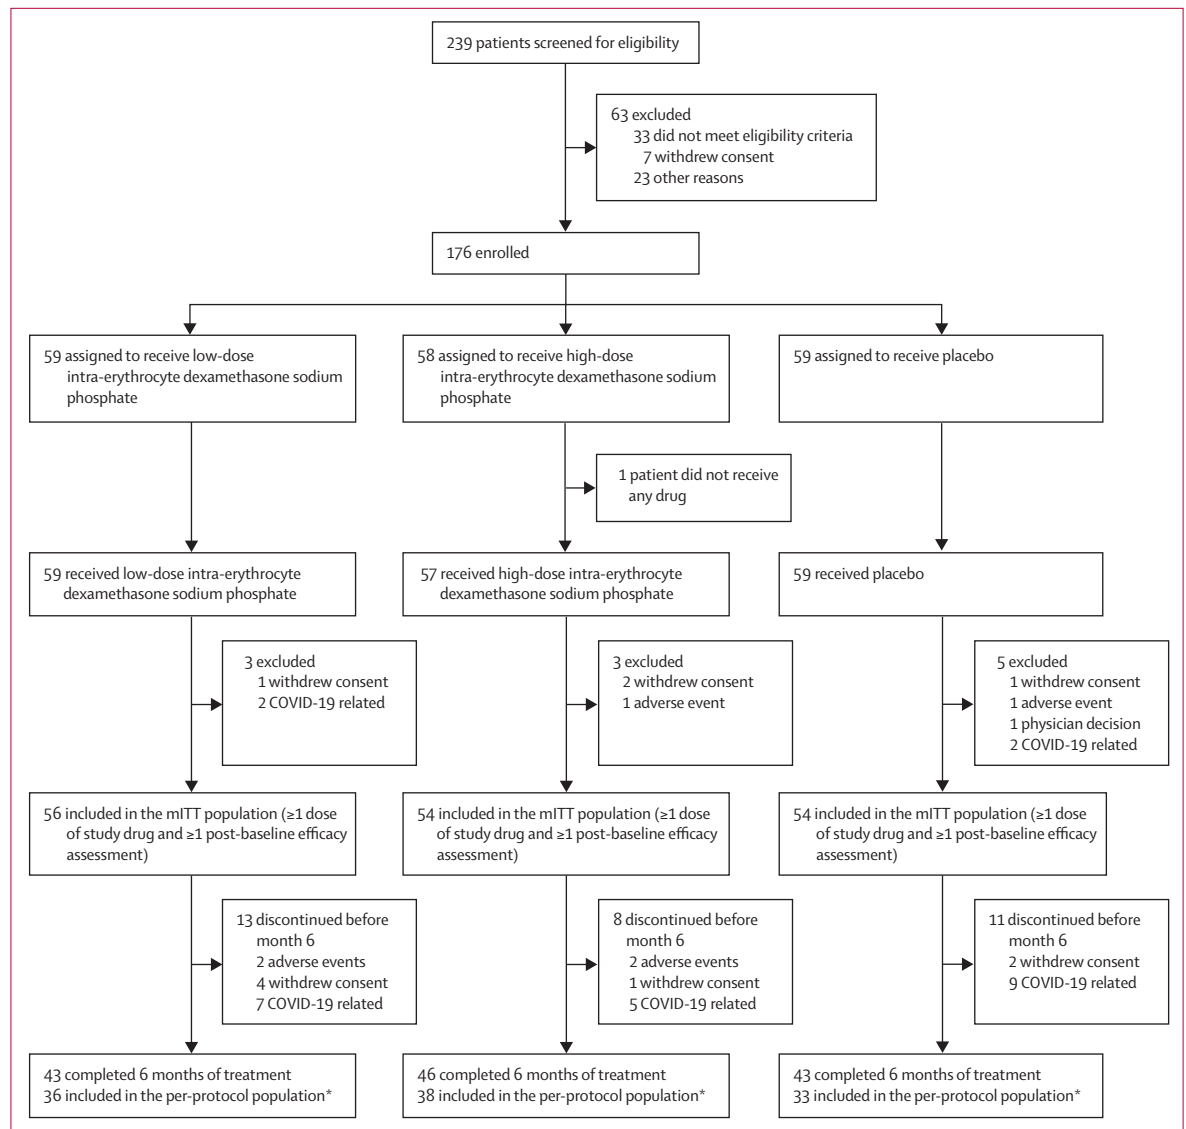 239 patients screened for eligibility
63 excluded
33 did not meet eligibility criteria
7 withdrew consent
23 other reasons
176 enrolled
59 assigned to receive low-dose
intra-erythrocyte dexamethasone sodium
phosphate
58 assigned to receive high-dose
intra-erythrocyte dexamethasone sodium
phosphate
59 assigned to receive placebo
1 patient did not receive
any drug
59 received low-dose intra-erythrocyte
dexamethasone sodium phosphate
57 received high-dose intra-erythrocyte
dexamethasone sodium phosphate
59 received placebo
3 excluded
1 withdrew consent
2 COVID-19 related
3 excluded
2 withdrew consent
1 adverse event
5 excluded
1 withdrew consent
1 adverse event
1 physician decision
2 COVID-19 related
56 included in the mITT population (≥1 dose
of study drug and ≥1 post-baseline efficacy
assessment)
54 included in the mITT population (≥1 dose
of study drug and ≥1 post-baseline efficacy
assessment)
54 included in the mITT population (≥1 dose
of study drug and ≥1 post-baseline efficacy
assessment)
13 discontinued before
month 6
2 adverse events
4 withdrew consent
7 COVID-19 related
8 discontinued before
month 6
2 adverse events
1 withdrew consent
5 COVID-19 related
11 discontinued before
month 6
2 withdrew consent
9 COVID-19 related
43 completed 6 months of treatment
36 included in the per-protocol population*
46 completed 6 months of treatment
38 included in the per-protocol population*
43 completed 6 months of treatment
33 included in the per-protocol population*